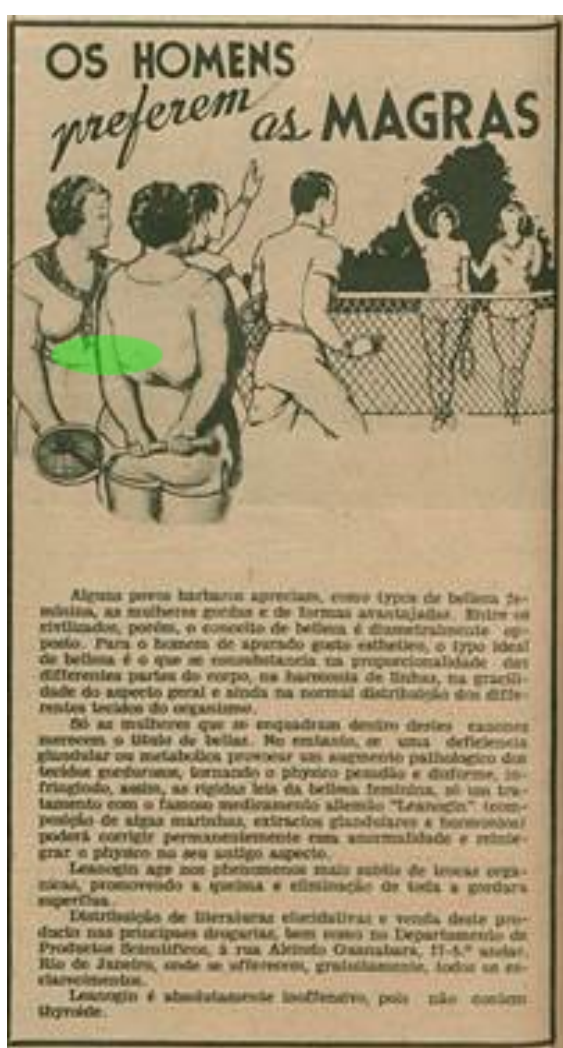 OS HOMENS
preferem as MAGRAS
Alguns povos barbaros apreciam, como typos de belleza fe-
minina, as mulheres gordas e de formas avantajadas. Entre os
civilizados, porém, o conceito de belleza é diametralmente op-
posto. Para o homem de apurado gosto esthetico, o typo ideal
de belleza é o que se consubstancia na proporcionalidade das
differentes partes do corpo, na harmonia de linhas, na gracili-
dade do aspecto geral e ainda na normal distribuição dos diffe-
rentes tecidos do organismo.
Só as mulheres que se enquadram dentro destes canones
merecem o titulo de bellas. No emtanto, se uma deficiencia
glandular ou metabolica provocar um augmento pathologico dos
tecidos gordurosos, tornando o physico pesadão e disforme, in-
fringindo, assim, as rigidas leis da belleza feminina, só um tra-
tamento com o famoso medicamento allemão "Leanogin" (com-
posição de algas marinhas, extractos glandulares e hormonios)
poderá corrigir permanentemente essa anormalidade e reinte-
grar o physico no seu antigo aspecto.
Leanogin age nos phenomenos mais subtis de trocas orga-
nicas, promovendo a queima e eliminação de toda a gordura
superflua.
Distribuição de literaturas elucidativas e venda deste pro-
ducto nas principaes drogarias, bem como no Departamento de
Productos Scientificos, á rua Alcindo Guanabara, andar,
Rio de Janeiro, onde se offerecem, gratuitamente, todos os es-
clarecimentos.
Leanogin é absolutamente inoffensivo, pois não contem
thyroide.